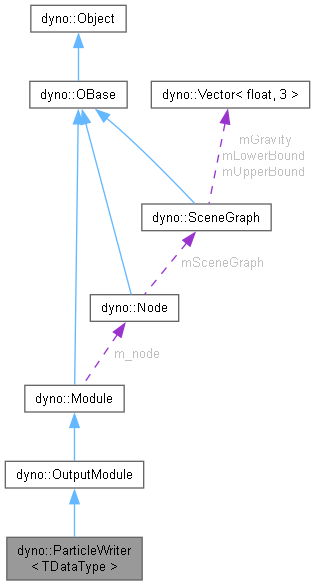 dyno::Object
dyno::OBase
dyno::Vector< float, 3 >
mGravity
mLowerBound
mUpperBound
dyno::SceneGraph
mSceneGraph
dyno::Node
m_node
dyno::Module
dyno::OutputModule
dyno::ParticleWriter
< TDataType >